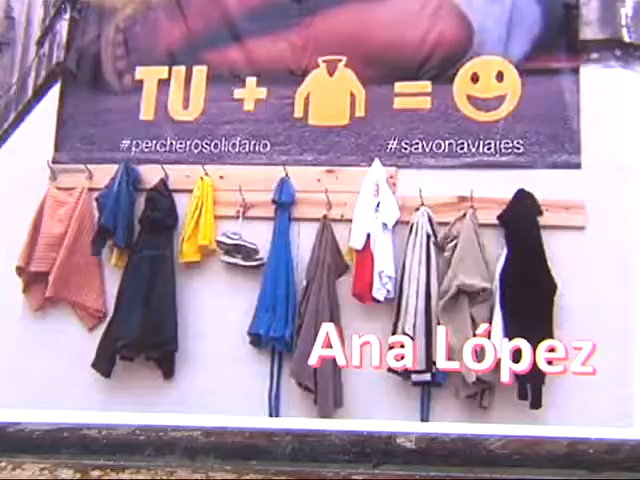 TU + = 
#percherosolidario #savonaviajes
Ana López